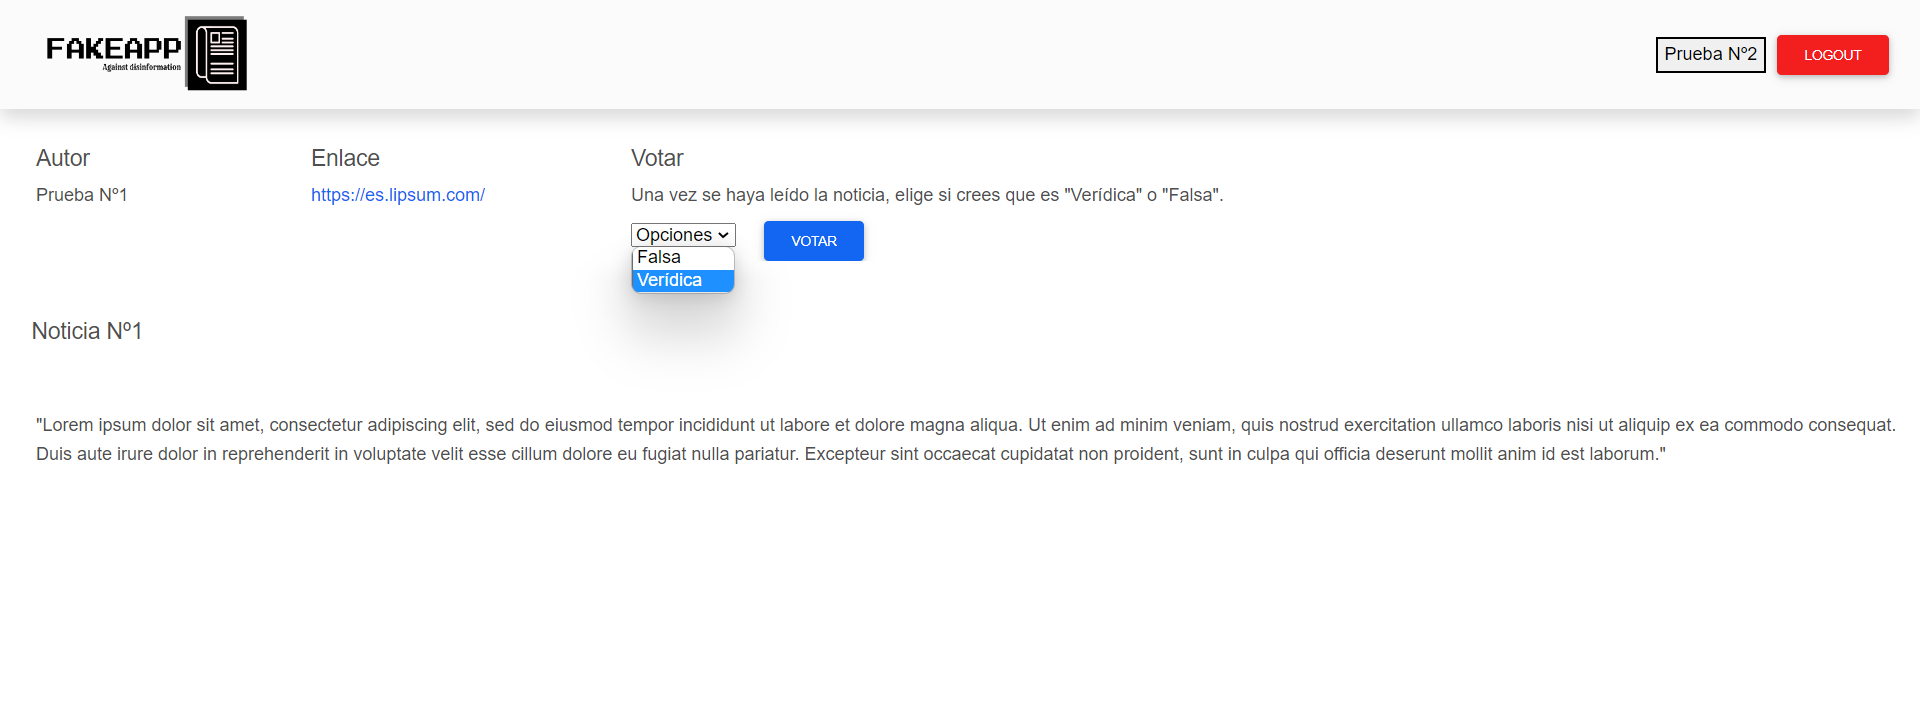 FAKEAPP
Against disinformation
Prueba Nº2
LOGOUT
Autor
Enlace
Votar
Prueba Nº1
https://es.lipsum.com/
Una vez se haya leído la noticia, elige si crees que es "Verídica" o "Falsa".
Opciones
VOTAR
Falsa
Verídica
Noticia Nº1
"Lorem ipsum dolor sit amet, consectetur adipiscing elit, sed do eiusmod tempor incididunt ut labore et dolore magna aliqua. Ut enim ad minim veniam, quis nostrud exercitation ullamco laboris nisi ut aliquip ex ea commodo consequat.
Duis aute irure dolor in reprehenderit in voluptate velit esse cillum dolore eu fugiat nulla pariatur. Excepteur sint occaecat cupidatat non proident, sunt in culpa qui officia deserunt mollit anim id est laborum."